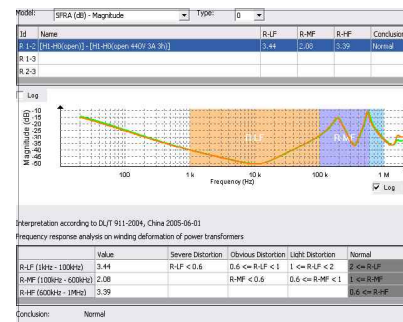 Model: SFRA (dB) - Magnitude Type: 0
Id Name R-LF R-MF R-HF Conclusion
R 1-2 [H1-H0(open)] - [H1-H0(open 440V 3A 3h)] 3.44 2.08 3.39 Normal
R 1-3
R 2-3
Log
Magnitude (dB)
-10
-15
-20
-25
-30
-35
-40
-45
-50
R-LF R-MF
100 1 k 10 k 100 k 1 M
Frequency (Hz)
Log
Interpretation according to DL/T 911-2004, China 2005-06-01
Frequency response analysis on winding deformation of power transformers
Value Severe Distortion Obvious Distortion Light Distortion Normal
R-LF (1kHz - 100kHz) 3.44 R-LF < 0.6 0.6 <= R-LF < 1 1 <= R-LF < 2 2 <= R-LF
R-MF (100kHz - 600kHz) 2.08 R-MF < 0.6 0.6 <= R-MF < 1 1 <= R-MF
R-HF (600kHz - 1MHz) 3.39 0.6 <= R-HF
Conclusion: Normal